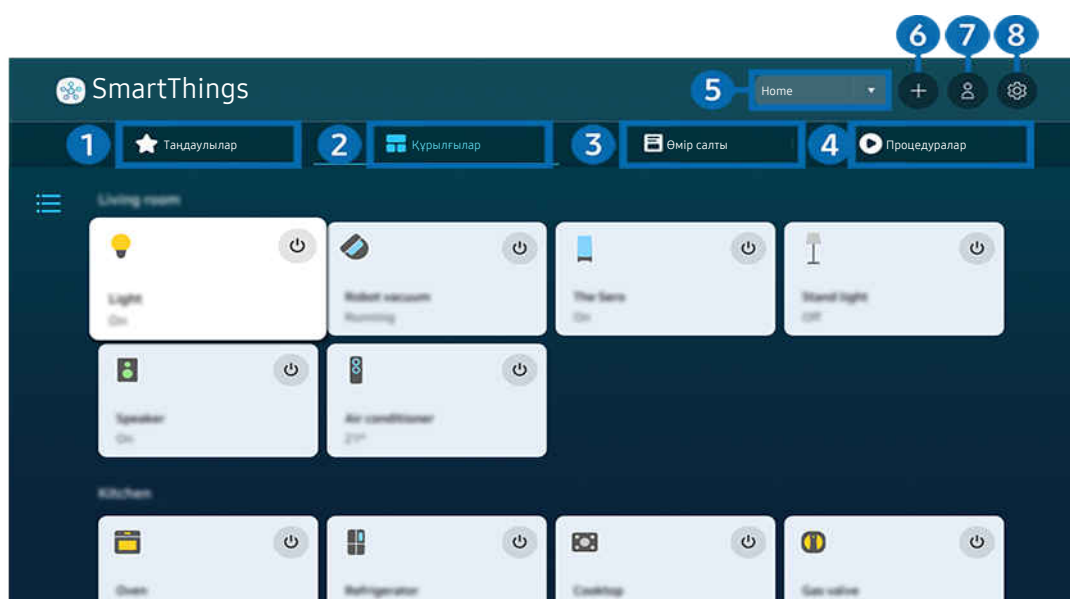 6 7 8
SmartThings 5 Home
1 Таңдаулылар 2 Құрылғылар 3 Өмір салты 4 Процедуралар
Living room
Light Robot vacuum The Sero Stand light
On Running On Off
Speaker Air conditioner
On 21°
Kitchen
Oven Refrigerator Cooktop Gas valve